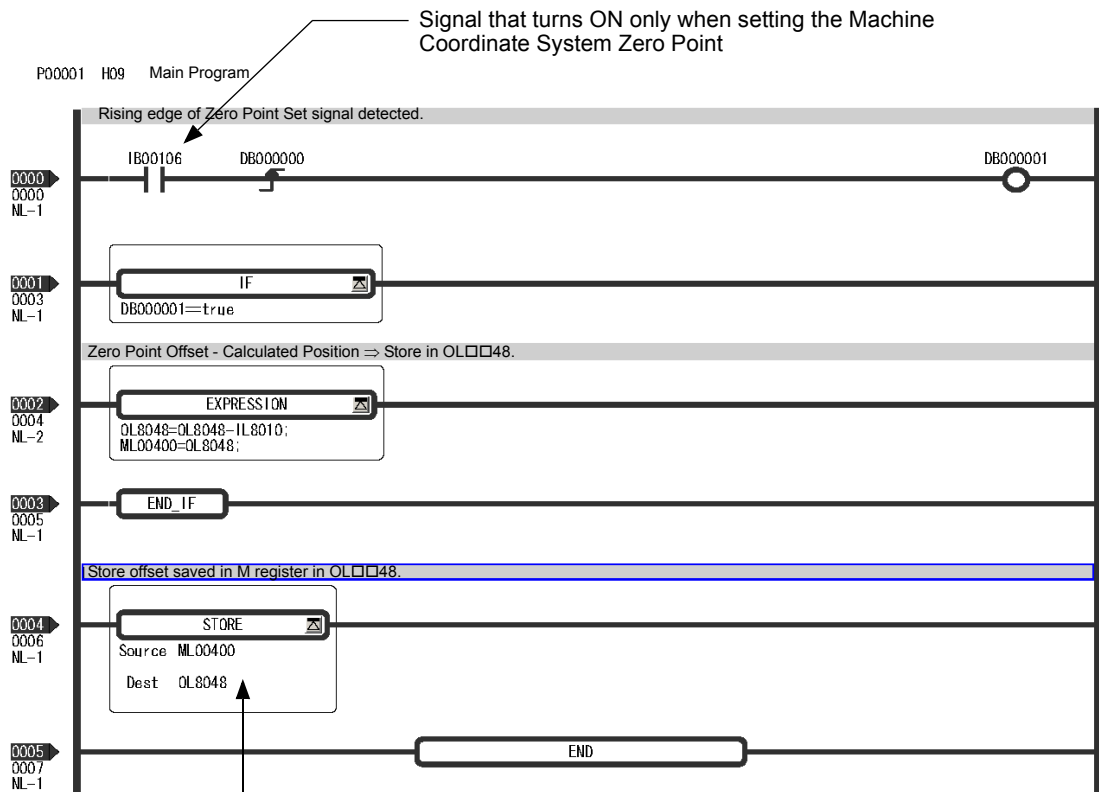 Signal that turns ON only when setting the Machine
Coordinate System Zero Point
P00001 H09 Main Program
Rising edge of Zero Point Set signal detected.
IB00106 DB000000 DB000001
0000
0000
NL-1
IF
0001
0003
NL-1
DB000001==true
Zero Point Offset - Calculated Position ⇒ Store in OL□□48.
EXPRESSION
0002
0004
NL-2
OL8048=OL8048-IL8010;
ML00400=OL8048;
END_IF
0003
0005
NL-1
Store offset saved in M register in OL□□48.
STORE
0004
0006
NL-1
Source ML00400
Dest OL8048
END
0005
0007
NL-1